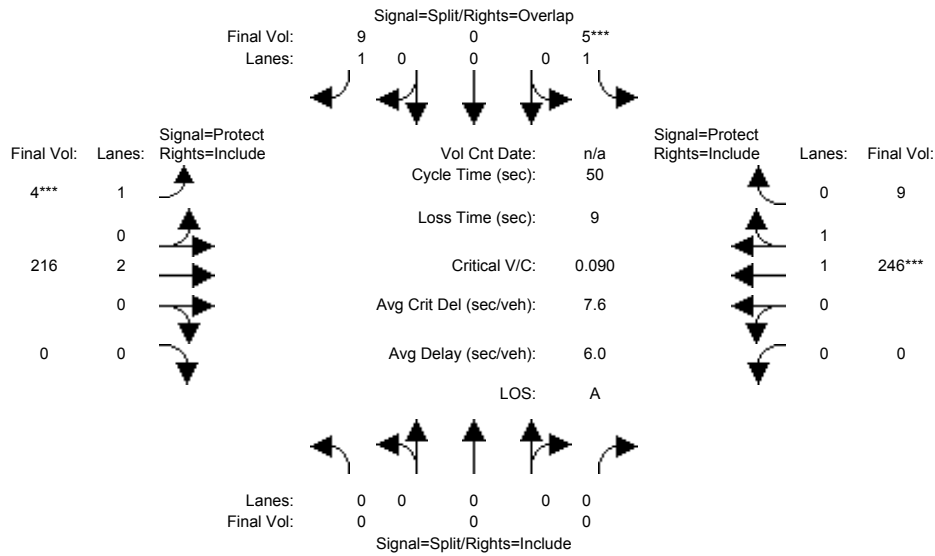 Signal=Split/Rights=Overlap
Final Vol: 9 0 5***
Lanes: 1 0 0 0 1
Signal=Protect
Final Vol: Lanes: Rights=Include
Vol Cnt Date: n/a
Signal=Protect
Rights=Include Lanes: Final Vol:
Cycle Time (sec): 50
4*** 1
0 9
Loss Time (sec): 9
0
1
216 2
Critical V/C: 0.090
1 246***
0
Avg Crit Del (sec/veh): 7.6
0
0 0
Avg Delay (sec/veh): 6.0
0 0
LOS: A
Lanes: 0 0 0 0 0
Final Vol: 0 0 0
Signal=Split/Rights=Include